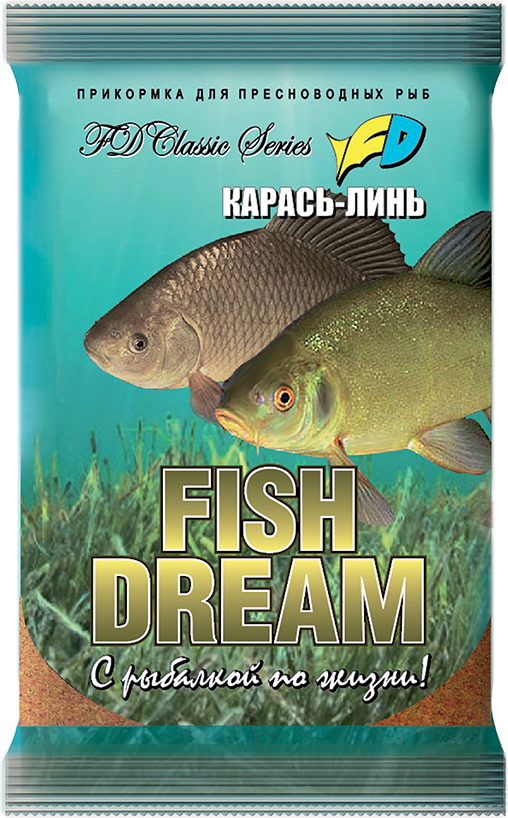 ПРИКОРМКА ДЛЯ ПРЕСНОВОДНЫХ РЫБ
FD Classic Series
FD
КАРАСЬ-ЛИНЬ
FISH
DREAM
С рыбалкой по жизни!